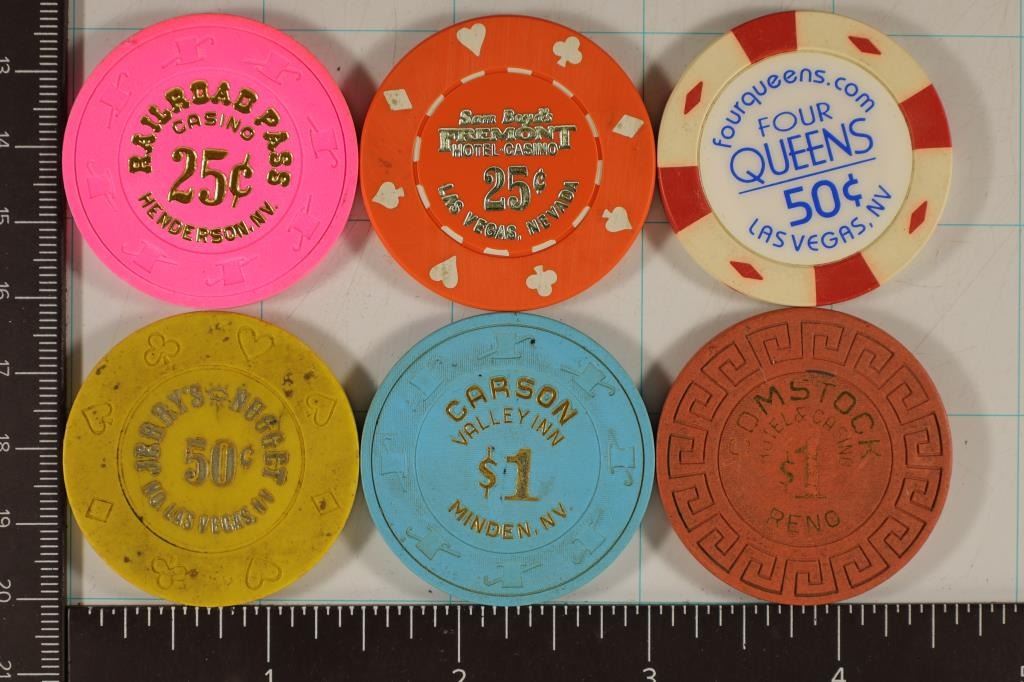 RAILROAD PASS
CASINO
25¢
HENDERSON, NV.
Sam Boyd's
FREMONT
HOTEL-CASINO
25¢
LAS VEGAS, NEVADA
fourqueens.com
FOUR
QUEENS
50¢
LAS VEGAS, NV
JERRY'S NUGGET
50¢
NO. LAS VEGAS, NV
CARSON
VALLEY INN
$1
MINDEN, NV.
COMSTOCK
HOTEL & CASINO
$1
RENO
13
14
15
16
17
18
19
20
21
1
2
3
4
5